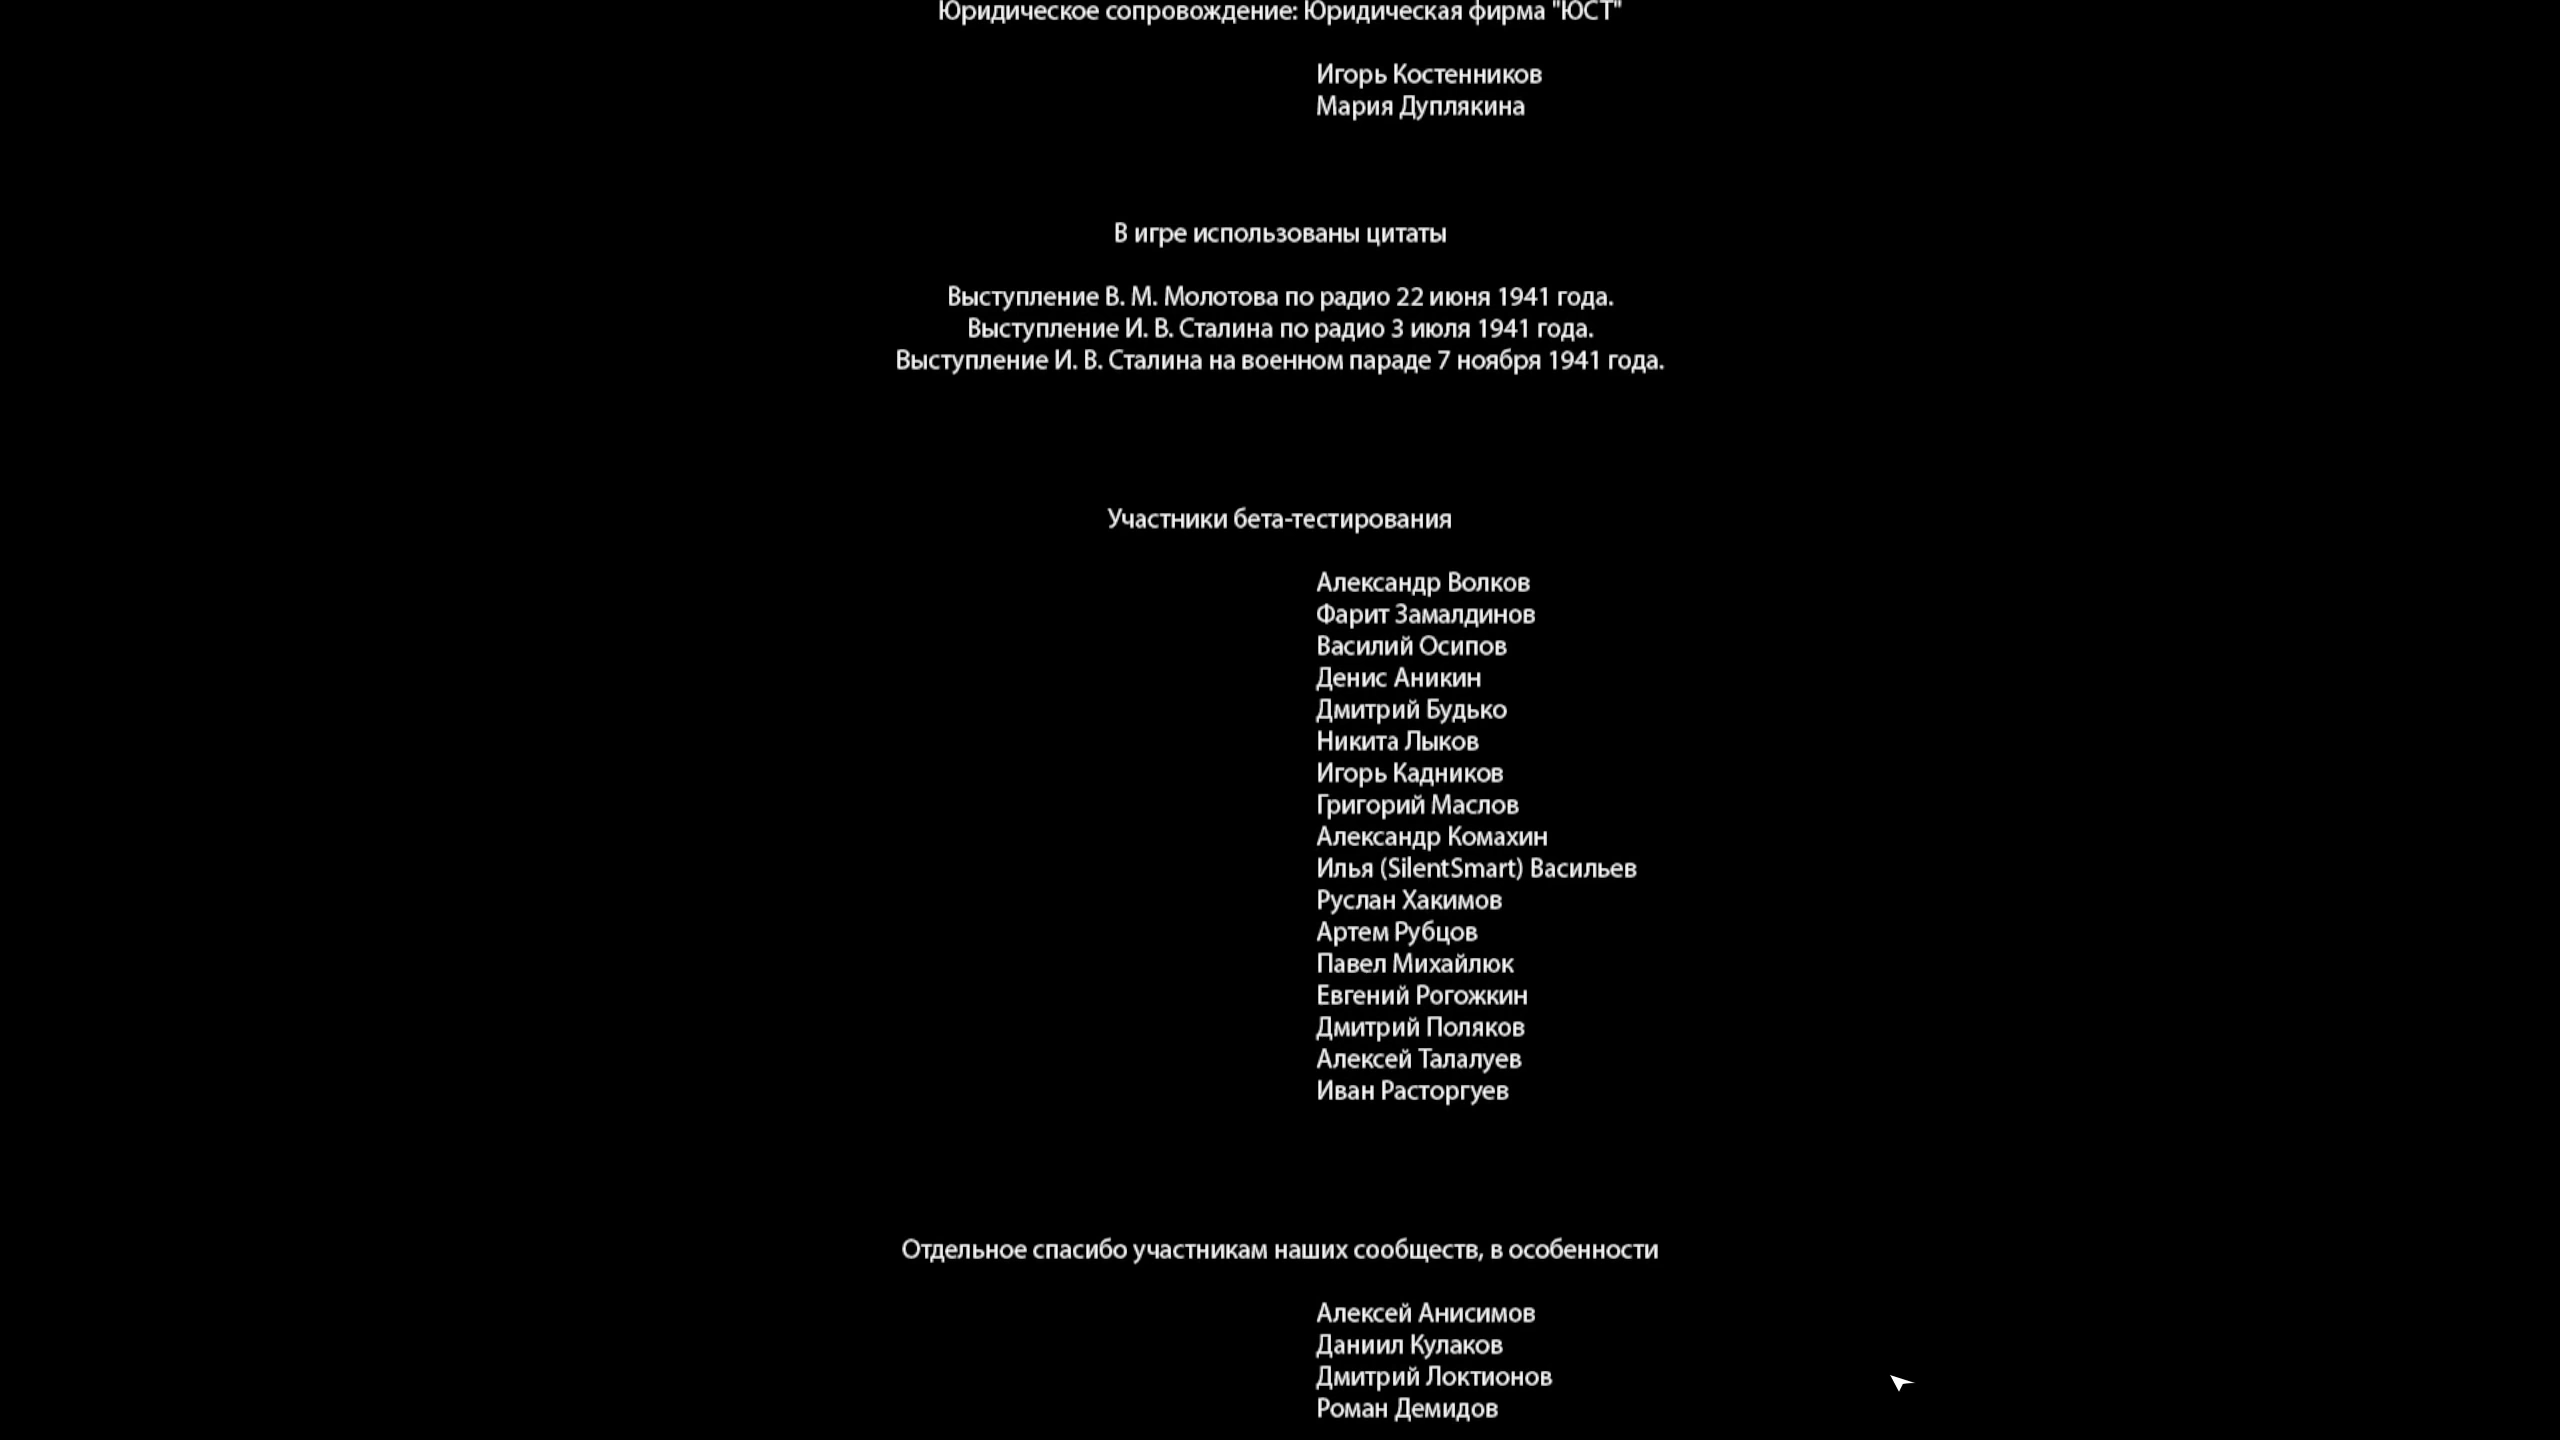 Юридическое сопровождение: Юридическая фирма "ЮСТ"
Игорь Костенников
Мария Дуплякина
В игре использованы цитаты
Выступление В. М. Молотова по радио 22 июня 1941 года.
Выступление И. В. Сталина по радио 3 июля 1941 года.
Выступление И. В. Сталина на военном параде 7 ноября 1941 года.
Участники бета-тестирования
Александр Волков
Фарит Замалдинов
Василий Осипов
Денис Аникин
Дмитрий Будько
Никита Лыков
Игорь Кадников
Григорий Маслов
Александр Комахин
Илья (SilentSmart) Васильев
Руслан Хакимов
Артем Рубцов
Павел Михайлюк
Евгений Рогожкин
Дмитрий Поляков
Алексей Талалуев
Иван Расторгуев
Отдельное спасибо участникам наших сообществ, в особенности
Алексей Анисимов
Даниил Кулаков
Дмитрий Локтионов
Роман Демидов